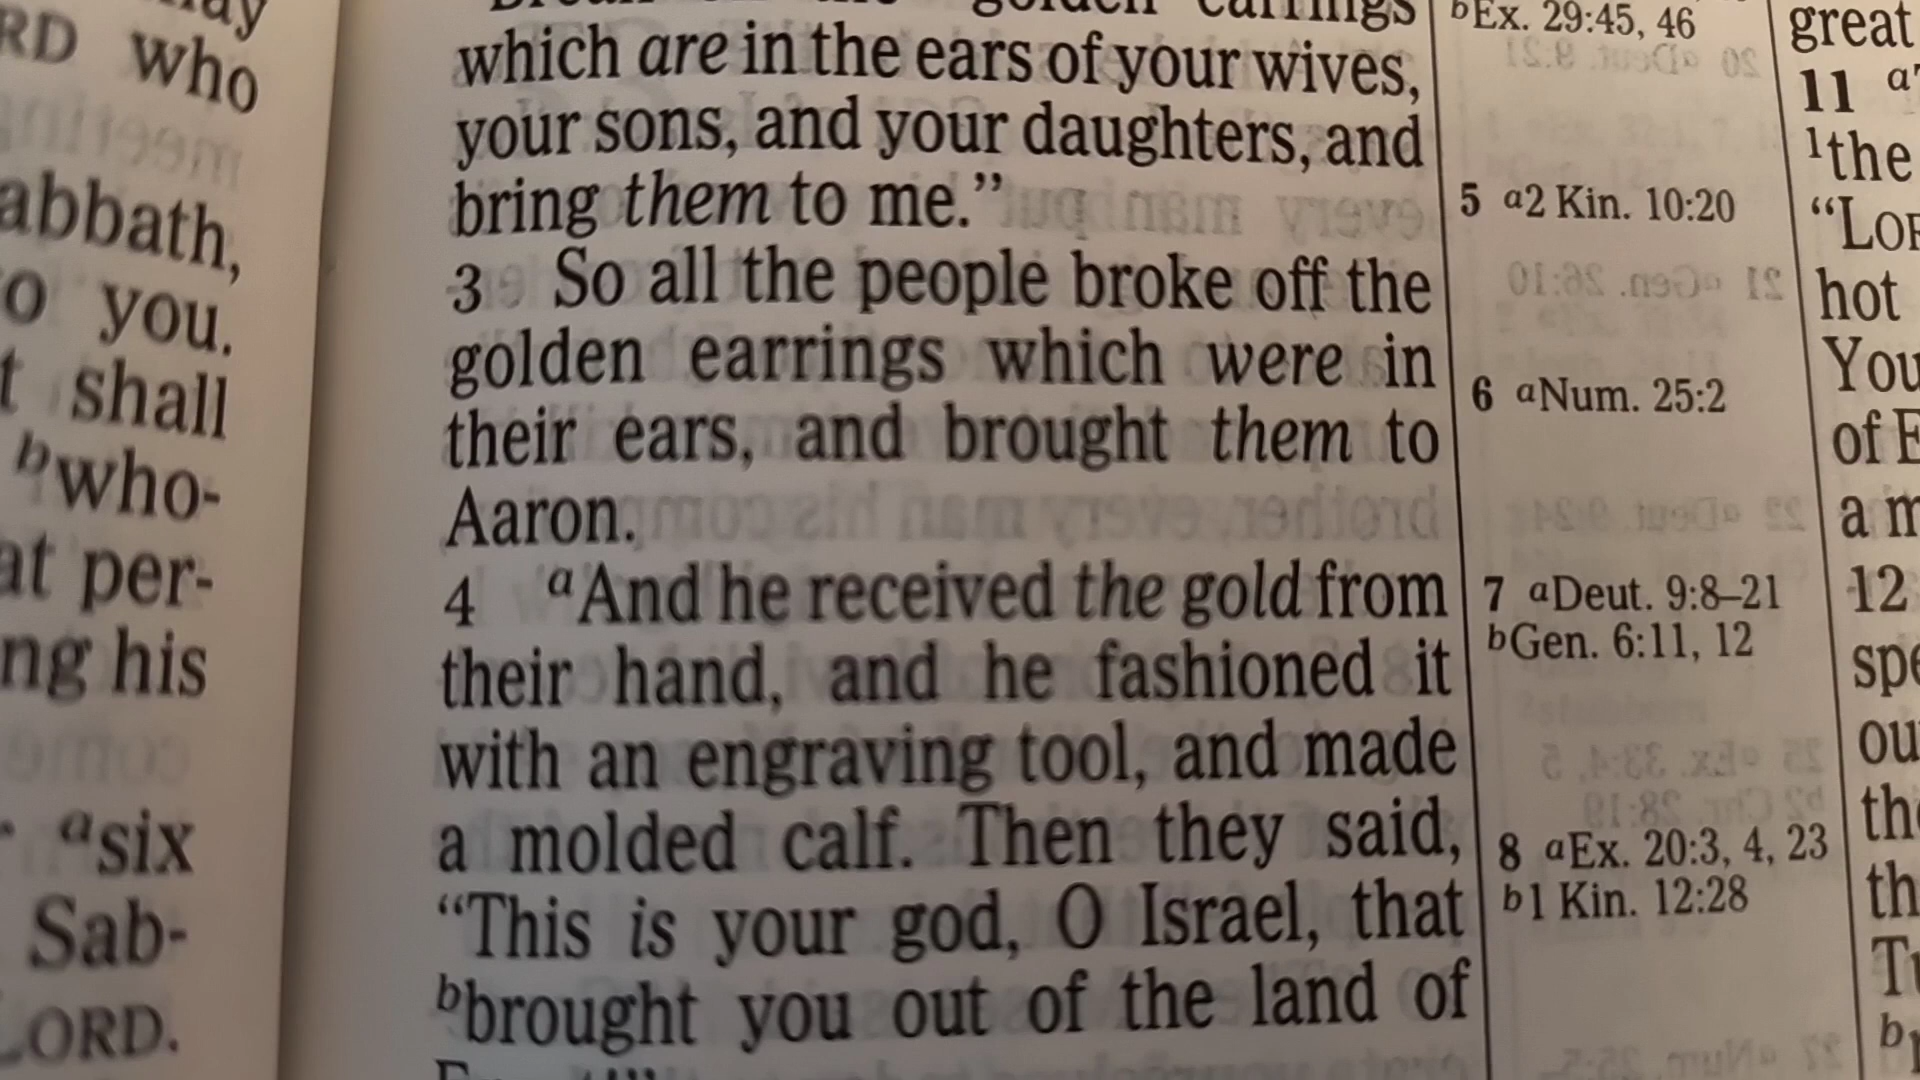 RD who
abbath,
o you.
t shall
bwho-
at per-
ng his
asix
Sab-
LORD.
golden earrings
which are in the ears of your wives,
your sons, and your daughters, and
bring them to me.”
3 So all the people broke off the
golden earrings which were in
their ears, and brought them to
Aaron.
4 aAnd he received the gold from
their hand, and he fashioned it
with an engraving tool, and made
a molded calf. Then they said,
“This is your god, O Israel, that
bbrought you out of the land of
bEx. 29:45, 46
5 a2 Kin. 10:20
6 aNum. 25:2
7 aDeut. 9:8–21
bGen. 6:11, 12
8 aEx. 20:3, 4, 23
b1 Kin. 12:28
great
11
1the
“LOR
hot
You
of E
a m
12
spe
ou
the
th